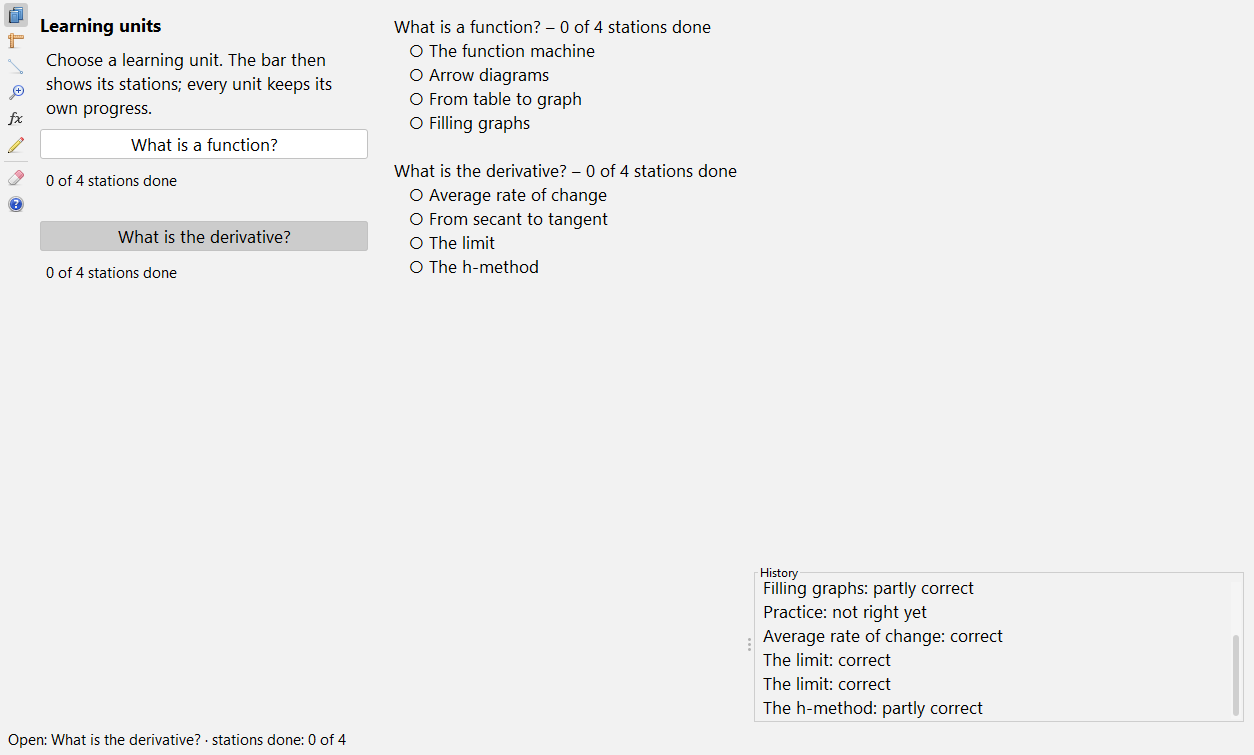 Learning units
Choose a learning unit. The bar then
shows its stations; every unit keeps its
own progress.
What is a function?
0 of 4 stations done
What is the derivative?
0 of 4 stations done
What is a function? – 0 of 4 stations done
The function machine
Arrow diagrams
From table to graph
Filling graphs
What is the derivative? – 0 of 4 stations done
Average rate of change
From secant to tangent
The limit
The h-method
fx
?
History
Filling graphs: partly correct
Practice: not right yet
Average rate of change: correct
The limit: correct
The limit: correct
The h-method: partly correct
Open: What is the derivative? · stations done: 0 of 4